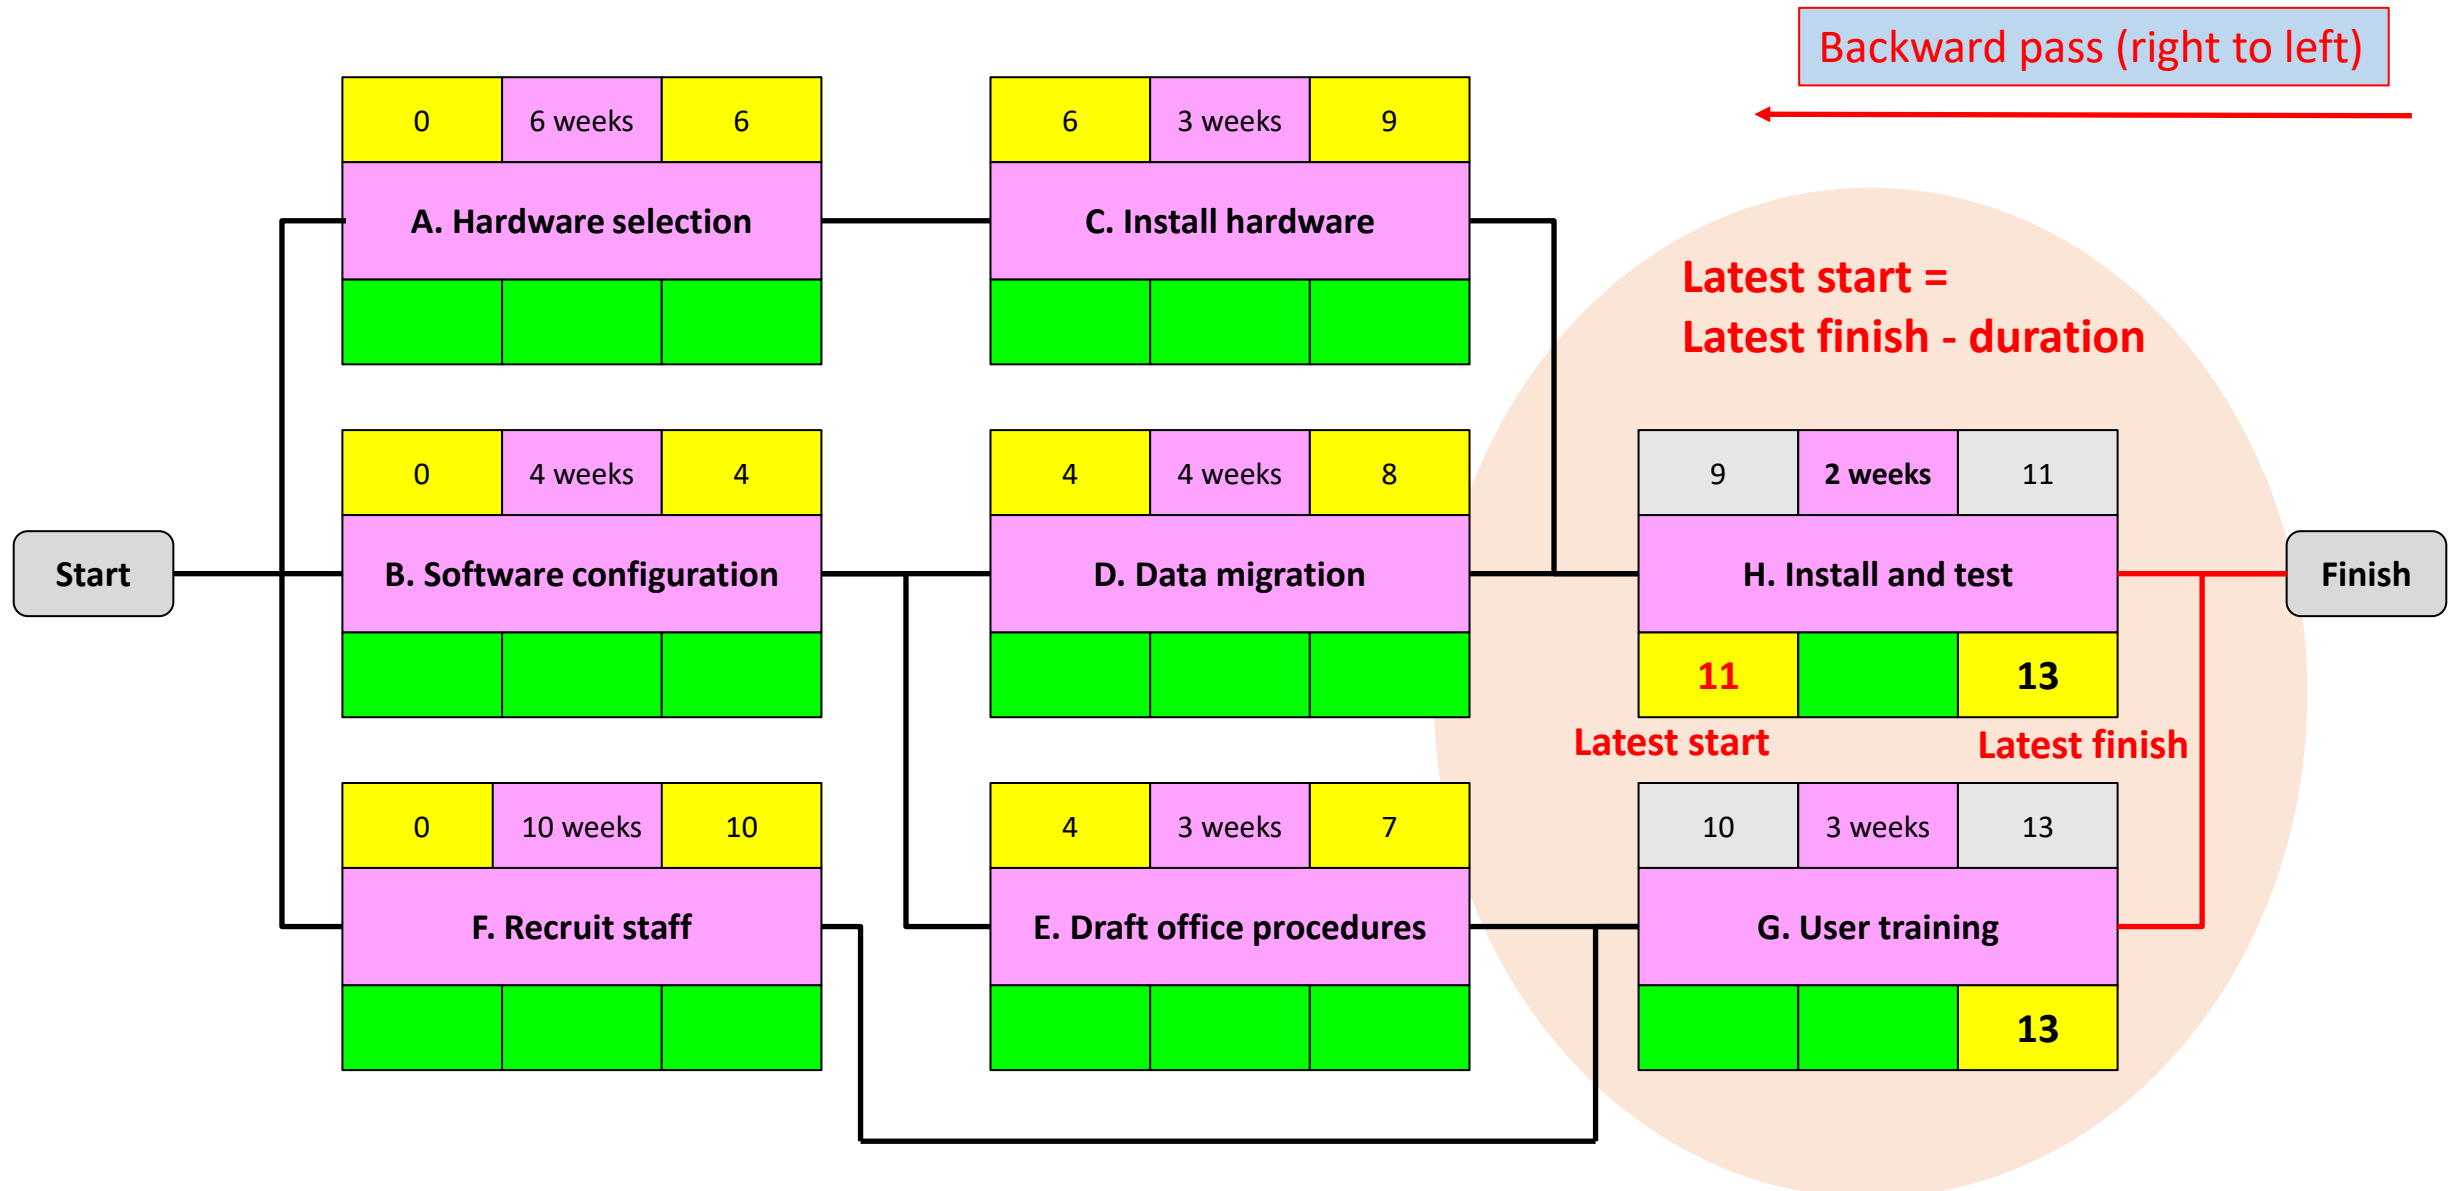 Backward pass (right to left)
0 6 weeks 6
A. Hardware selection
6 3 weeks 9
C. Install hardware
Latest start =
Latest finish - duration
0 4 weeks 4
B. Software configuration
4 4 weeks 8
D. Data migration
9 2 weeks 11
H. Install and test
11 13
Latest start
Latest finish
Start
Finish
0 10 weeks 10
F. Recruit staff
4 3 weeks 7
E. Draft office procedures
10 3 weeks 13
G. User training
13